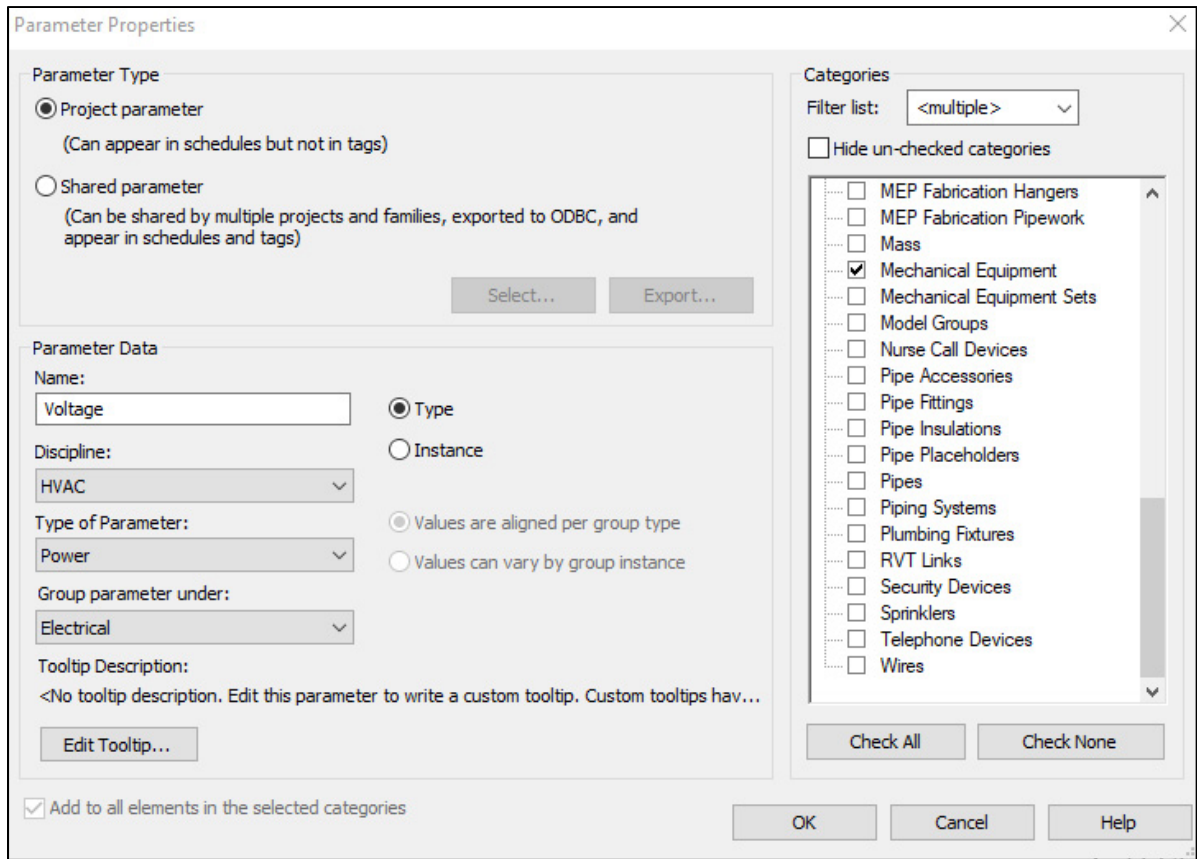 Parameter Properties
Parameter Type
Project parameter
(Can appear in schedules but not in tags)
Shared parameter
(Can be shared by multiple projects and families, exported to ODBC, and
appear in schedules and tags)
Select...
Export...
Parameter Data
Name:
Voltage
Type
Discipline:
Instance
HVAC
Type of Parameter:
Values are aligned per group type
Power
Values can vary by group instance
Group parameter under:
Electrical
Tooltip Description:
<No tooltip description. Edit this parameter to write a custom tooltip. Custom tooltips hav...
Edit Tooltip...
Add to all elements in the selected categories
Categories
Filter list:
<multiple>
Hide un-checked categories
MEP Fabrication Hangers
MEP Fabrication Pipework
Mass
Mechanical Equipment
Mechanical Equipment Sets
Model Groups
Nurse Call Devices
Pipe Accessories
Pipe Fittings
Pipe Insulations
Pipe Placeholders
Pipes
Piping Systems
Plumbing Fixtures
RVT Links
Security Devices
Sprinklers
Telephone Devices
Wires
Check All
Check None
OK
Cancel
Help